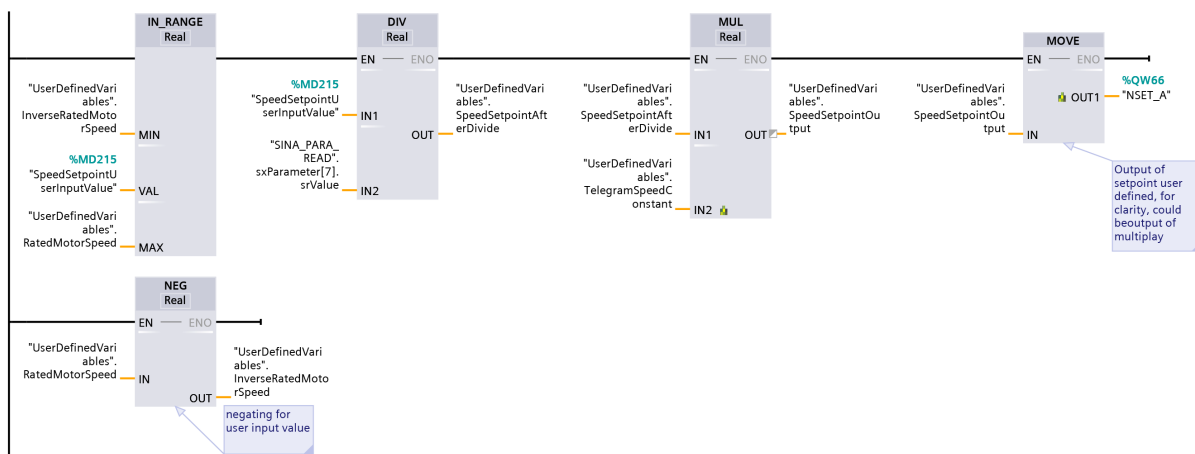 IN_RANGE
Real
"UserDefinedVari
ables".
InverseRatedMoto
rSpeed
MIN
%MD215
"SpeedSetpointU
serInputValue"
VAL
"UserDefinedVari
ables".
RatedMotorSpeed
MAX
DIV
Real
EN
ENO
%MD215
"SpeedSetpointU
serInputValue"
IN1
"SINA_PARA_
READ".
sxParameter[7].
srValue
IN2
OUT
"UserDefinedVari
ables".
SpeedSetpointAft
erDivide
MUL
Real
EN
ENO
"UserDefinedVari
ables".
SpeedSetpointAft
erDivide
IN1
"UserDefinedVari
ables".
TelegramSpeedC
onstant
IN2
OUT
"UserDefinedVari
ables".
SpeedSetpointOu
tput
MOVE
EN
ENO
"UserDefinedVari
ables".
SpeedSetpointOu
tput
IN
OUT1
%QW66
"NSET_A"
Output of
setpoint user
defined, for
clarity, could
beoutput of
multiplay
NEG
Real
EN
ENO
"UserDefinedVari
ables".
RatedMotorSpeed
IN
OUT
"UserDefinedVari
ables".
InverseRatedMoto
rSpeed
negating for
user input value